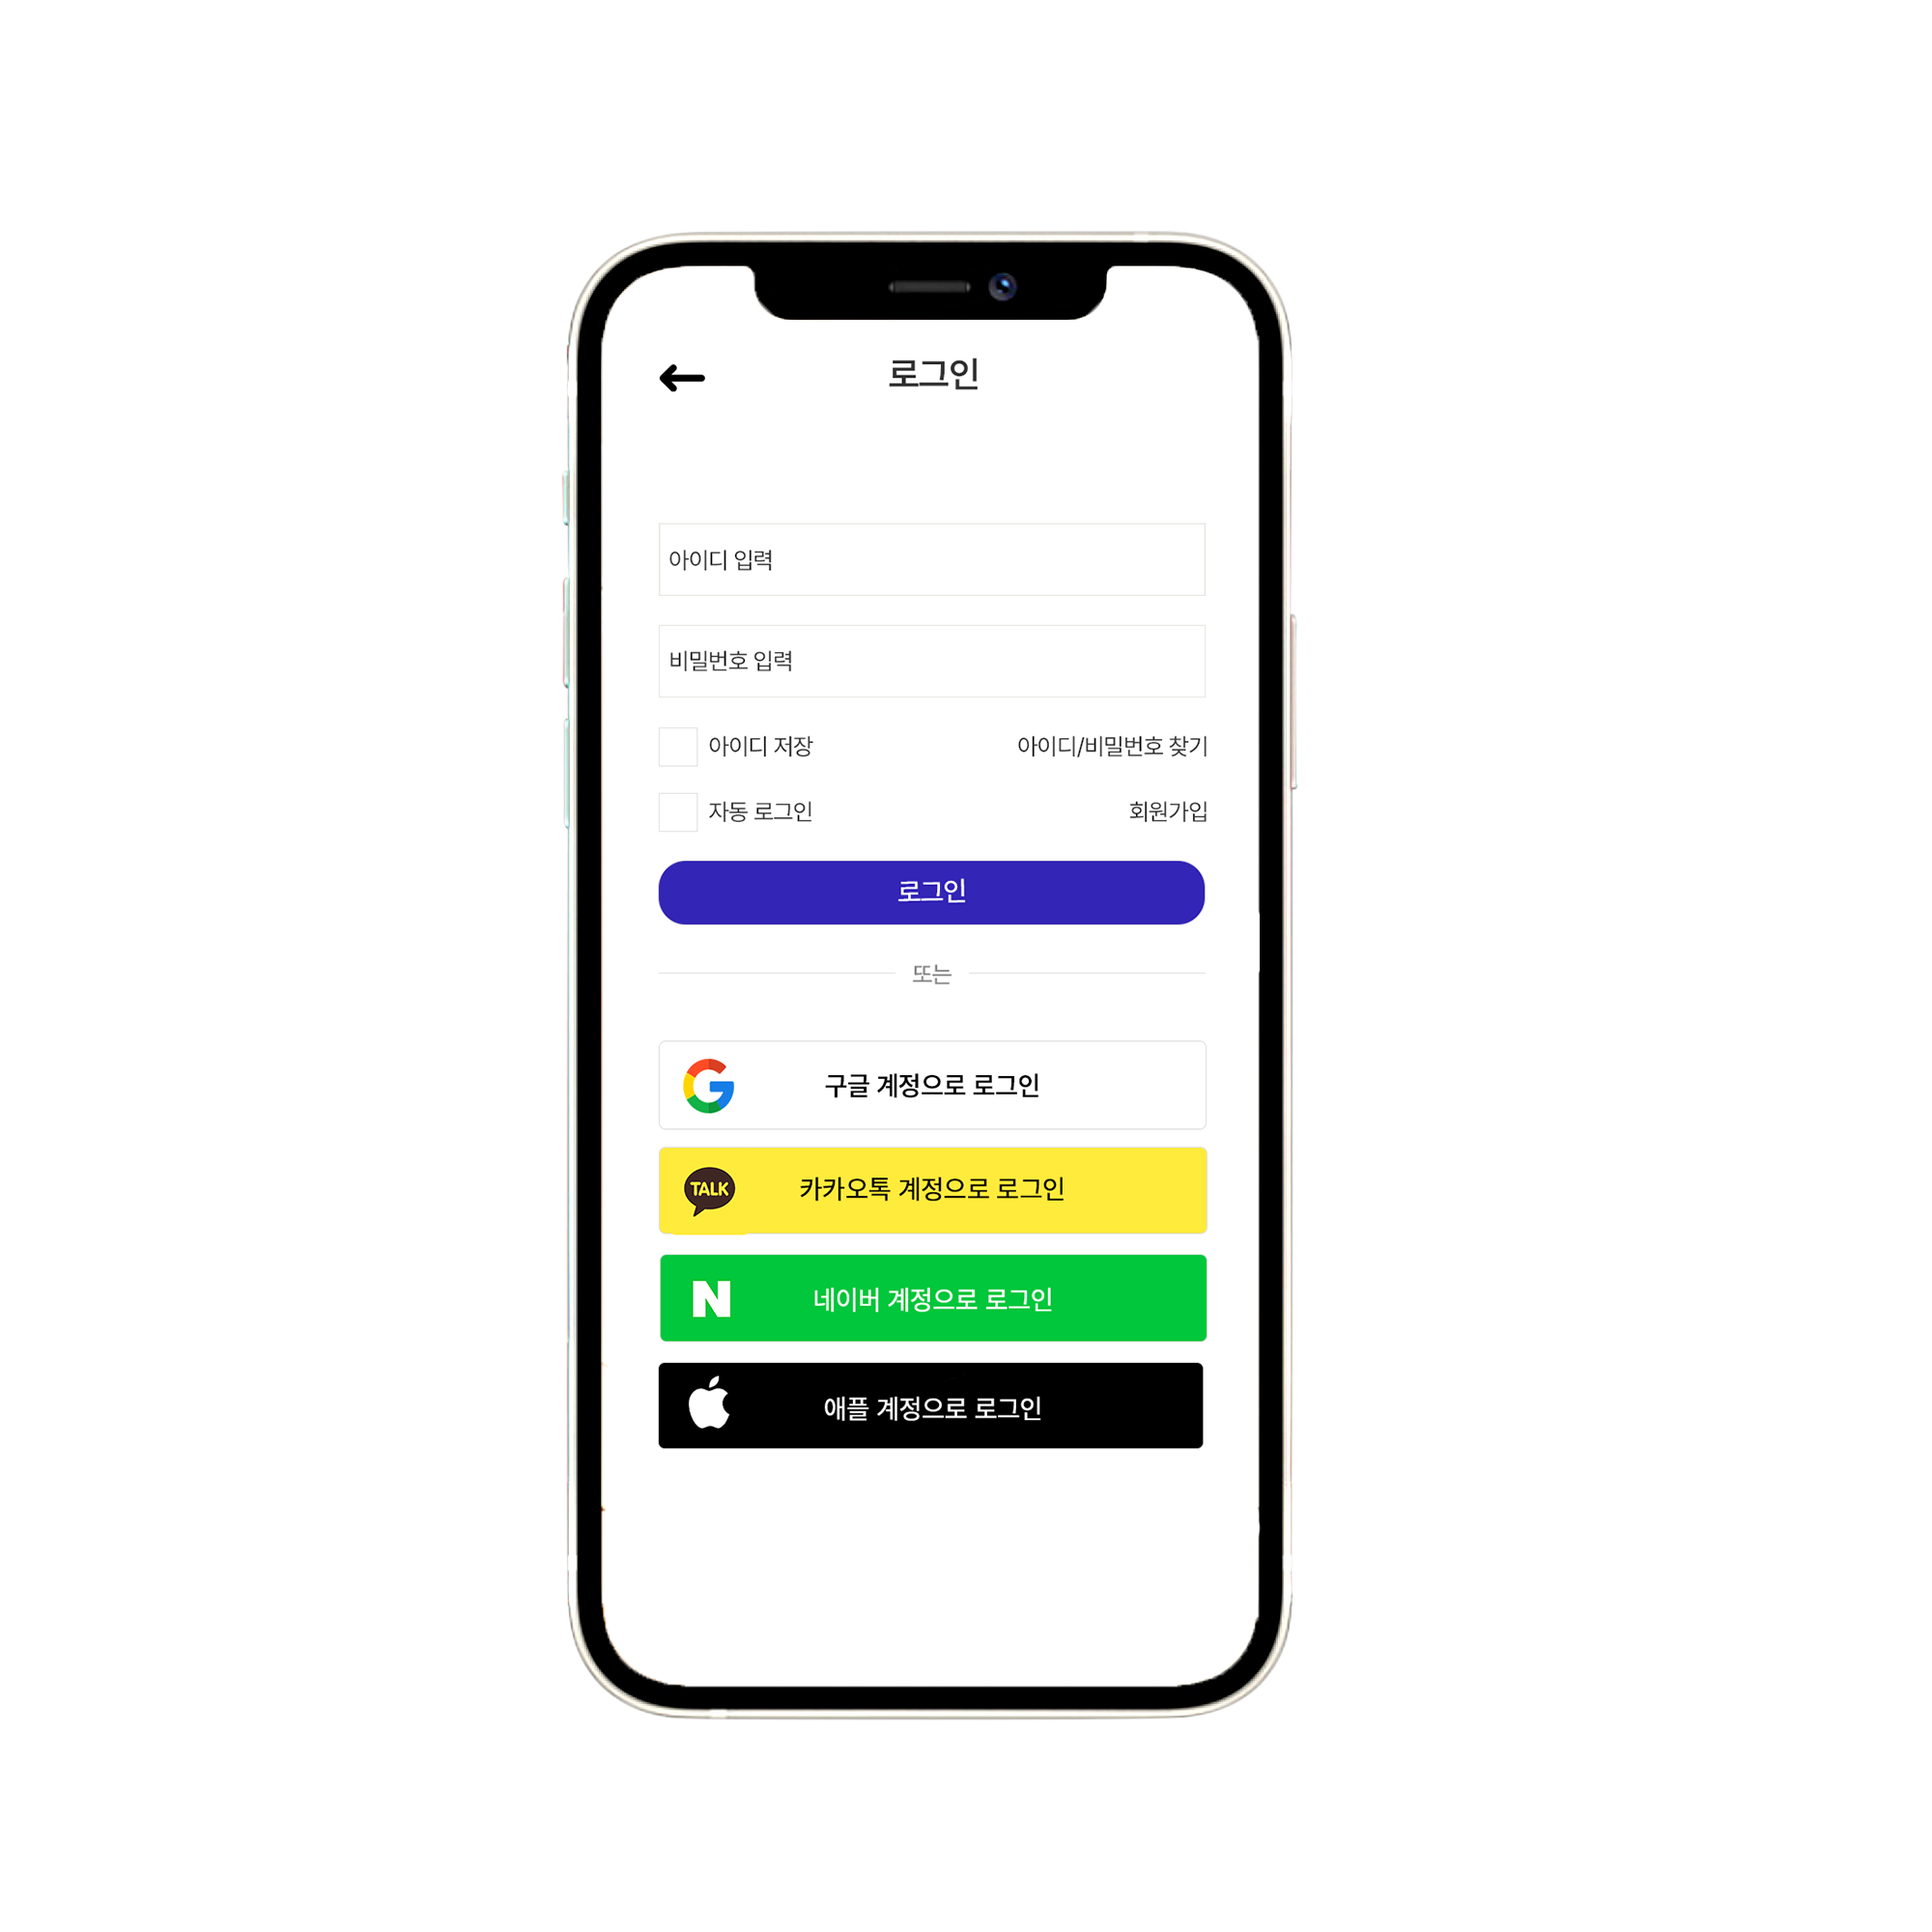 로그인
아이디 입력
비밀번호 입력
아이디 저장 아이디/비밀번호 찾기
자동 로그인 회원가입
로그인
또는
구글 계정으로 로그인
TALK 카카오톡 계정으로 로그인
N 네이버 계정으로 로그인
애플 계정으로 로그인